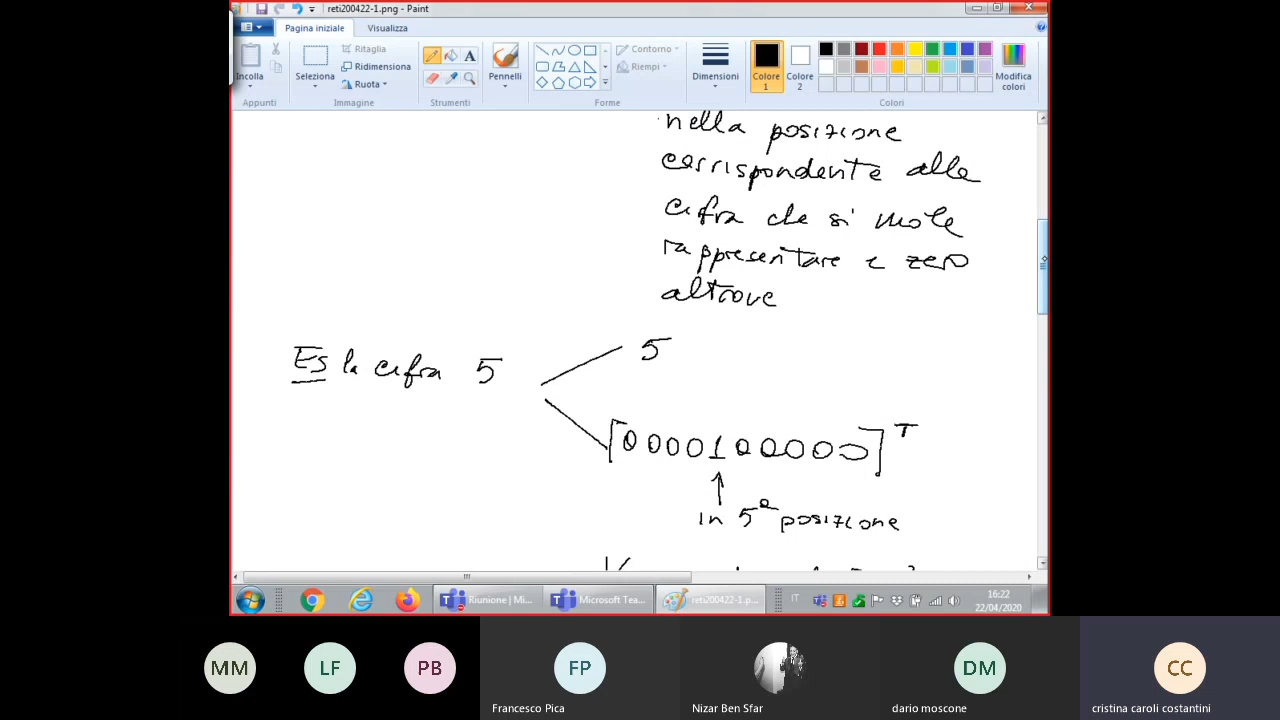 reti200422-1.png - Paint
Pagina iniziale Visualizza
Incolla
Seleziona
Ritaglia
Ridimensiona
Ruota
A
Pennelli
Contorno
Riempi
Dimensioni
Colore 1
Colore 2
Modifica colori
Appunti Immagine Strumenti Forme Colori
nella posizione
corrispondente alla
cifra che si vuole
rappresentare e zero
altrove
Es la cifra 5
5
[0000100000]ᵀ
in 5ª posizione
Riunione | Mi...
Microsoft Tea...
reti200422-1.p...
IT
16:22
22/04/2020
MM LF PB FP DM CC
Francesco Pica Nizar Ben Sfar dario moscone cristina caroli costantini